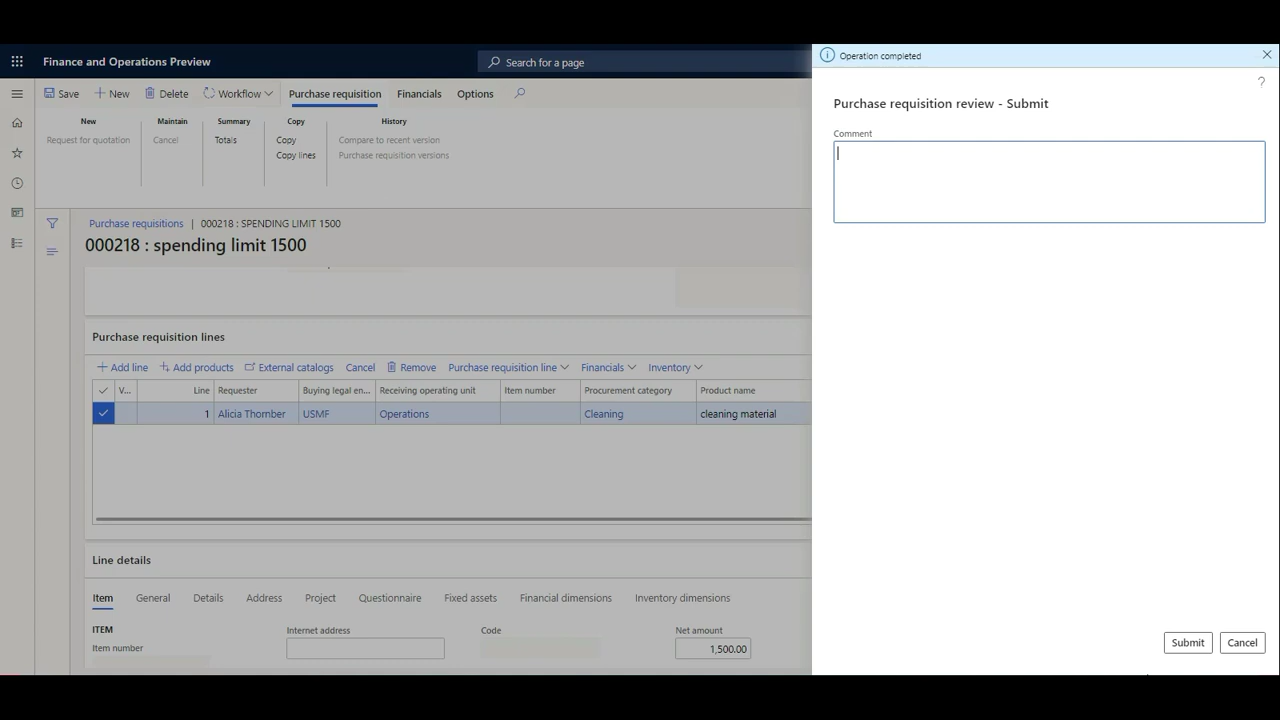 Finance and Operations Preview
Search for a page
Operation completed
Save New Delete Workflow Purchase requisition Financials Options
?
Purchase requisition review - Submit
New Maintain Summary Copy History
Comment
Request for quotation Cancel Totals Copy Compare to recent version
Copy lines Purchase requisition versions
Purchase requisitions | 000218 : SPENDING LIMIT 1500
000218 : spending limit 1500
Purchase requisition lines
Add line Add products External catalogs Cancel Remove Purchase requisition line Financials Inventory
V... Line Requester Buying legal en... Receiving operating unit Item number Procurement category Product name
1 Alicia Thornber USMF Operations Cleaning cleaning material
Line details
Item General Details Address Project Questionnaire Fixed assets Financial dimensions Inventory dimensions
ITEM Internet address Code Net amount
Item number 1,500.00
Submit Cancel